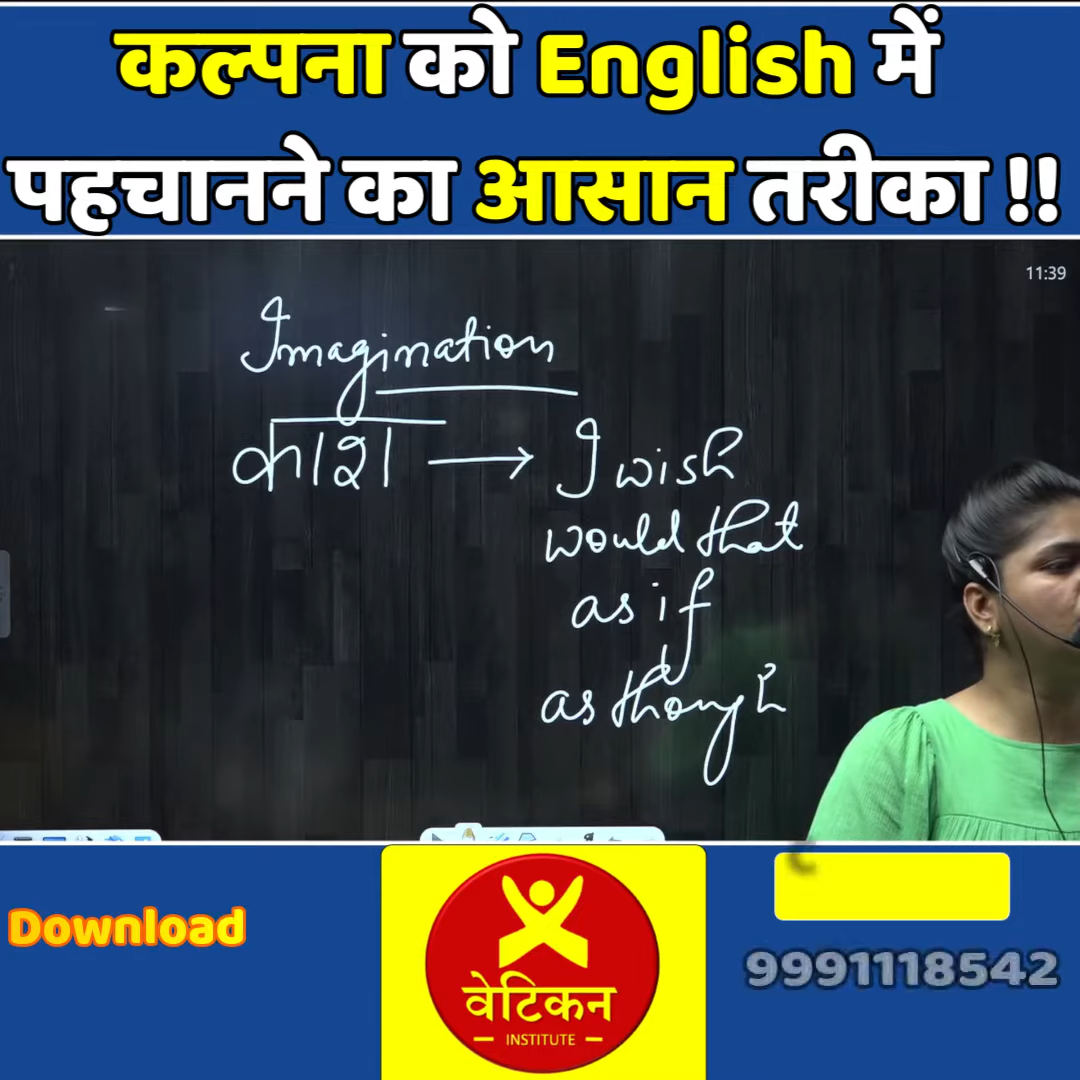 कल्पना को English में
पहचानने का आसान तरीका !!
11:39
Imagination
काश → I wish
would that
as if
as though
Download
वेटिकन
INSTITUTE
9991118542